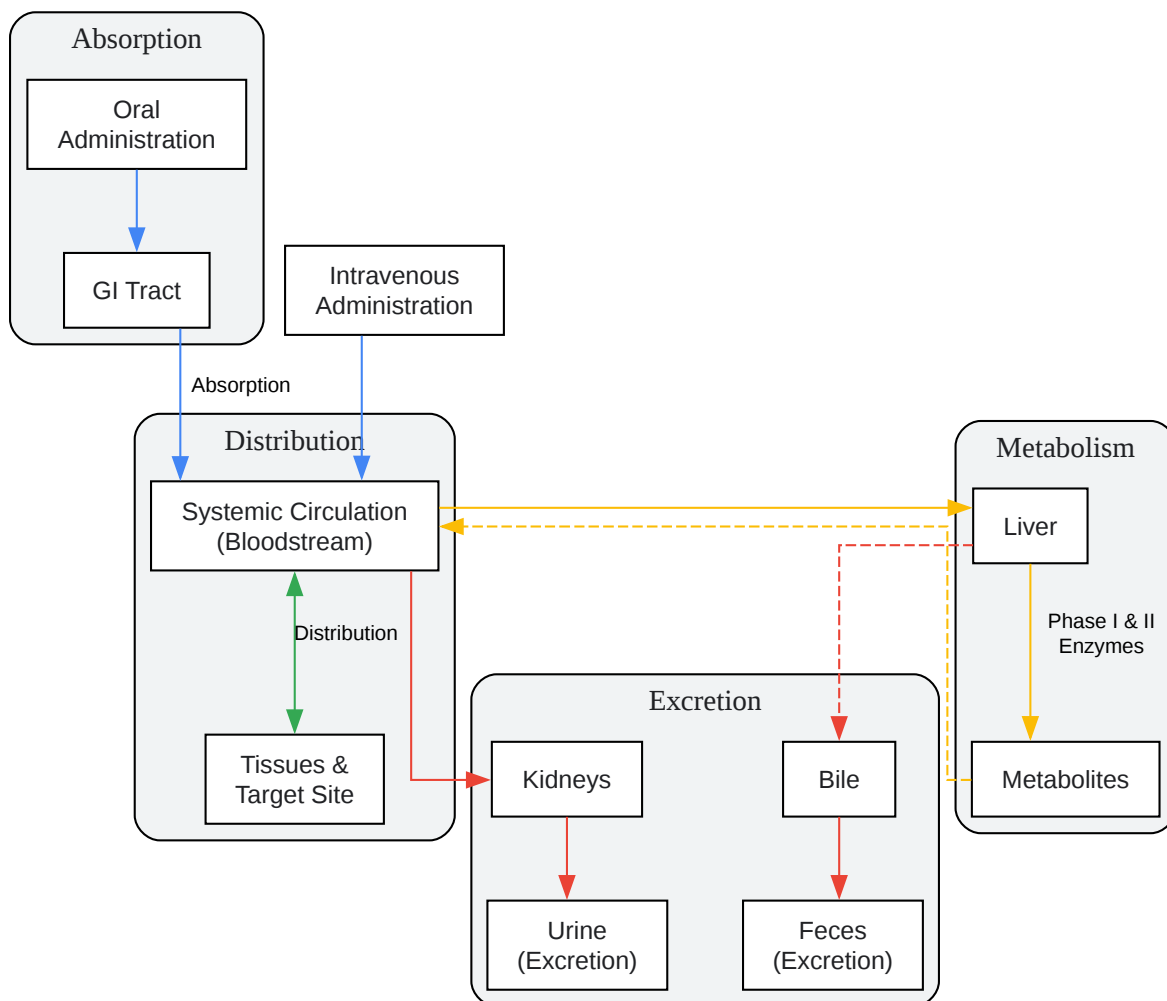 Absorption
Oral
Administration
GI Tract
Intravenous
Administration
Absorption
Distribution
Systemic Circulation
(Bloodstream)
Distribution
Tissues &
Target Site
Metabolism
Liver
Phase I & II
Enzymes
Metabolites
Excretion
Kidneys
Bile
Urine
(Excretion)
Feces
(Excretion)